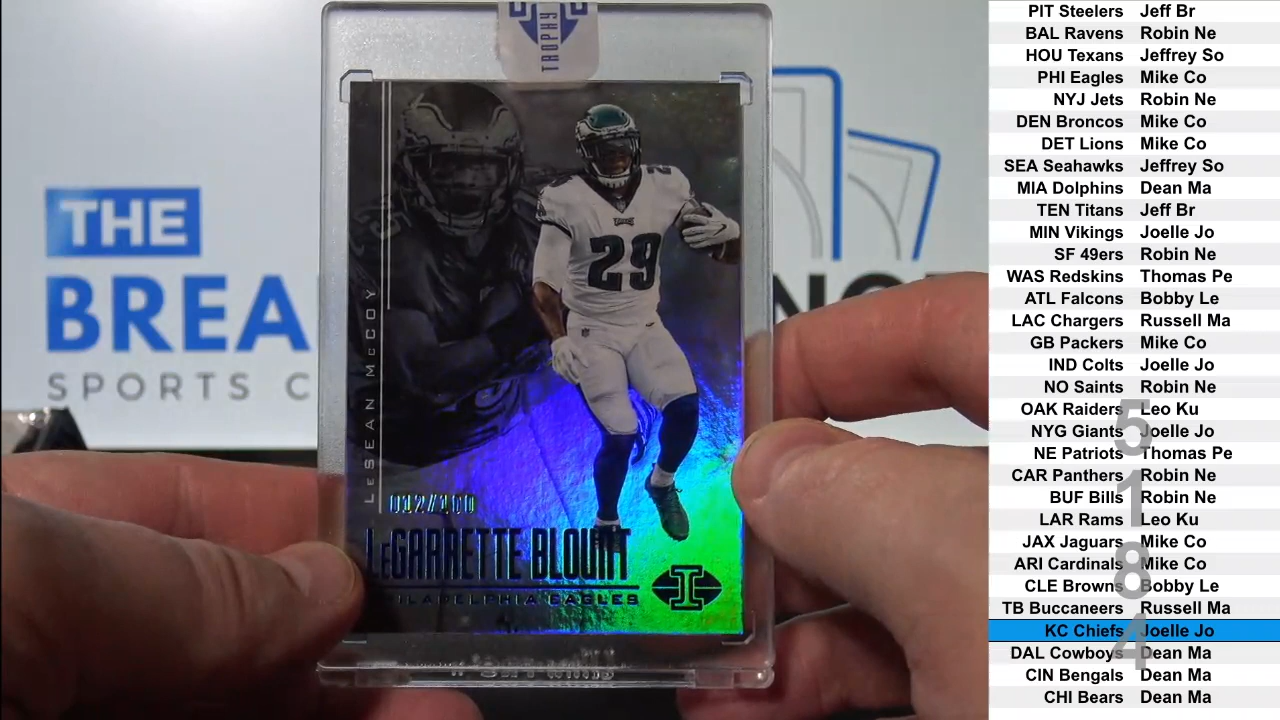 TROPHY
THE
BREA
SPORTS C
LeSEAN McCOY
29
012/100
LeGARRETTE BLOUNT
PHILADELPHIA EAGLES
I
PIT Steelers Jeff Br
BAL Ravens Robin Ne
HOU Texans Jeffrey So
PHI Eagles Mike Co
NYJ Jets Robin Ne
DEN Broncos Mike Co
DET Lions Mike Co
SEA Seahawks Jeffrey So
MIA Dolphins Dean Ma
TEN Titans Jeff Br
MIN Vikings Joelle Jo
SF 49ers Robin Ne
WAS Redskins Thomas Pe
ATL Falcons Bobby Le
LAC Chargers Russell Ma
GB Packers Mike Co
IND Colts Joelle Jo
NO Saints Robin Ne
OAK Raiders Leo Ku
NYG Giants Joelle Jo
NE Patriots Thomas Pe
CAR Panthers Robin Ne
BUF Bills Robin Ne
LAR Rams Leo Ku
JAX Jaguars Mike Co
ARI Cardinals Mike Co
CLE Browns Bobby Le
TB Buccaneers Russell Ma
KC Chiefs Joelle Jo
DAL Cowboys Dean Ma
CIN Bengals Dean Ma
CHI Bears Dean Ma
5
1
8
4